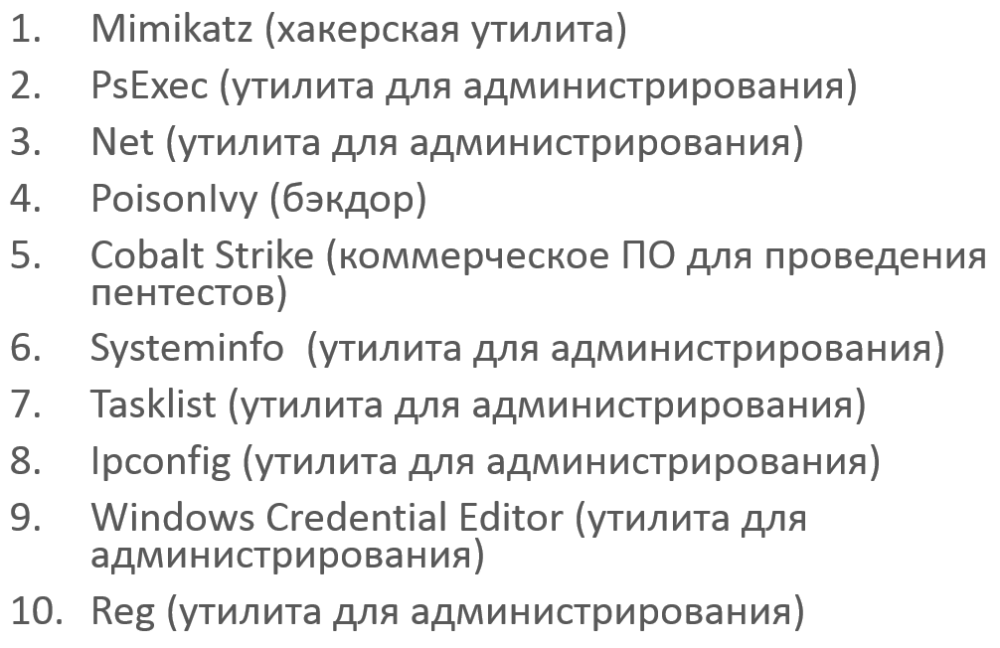 1. Mimikatz (хакерская утилита)
2. PsExec (утилита для администрирования)
3. Net (утилита для администрирования)
4. PoisonIvy (бэкдор)
5. Cobalt Strike (коммерческое ПО для проведения
пентестов)
6. Systeminfo (утилита для администрирования)
7. Tasklist (утилита для администрирования)
8. Ipconfig (утилита для администрирования)
9. Windows Credential Editor (утилита для
администрирования)
10. Reg (утилита для администрирования)